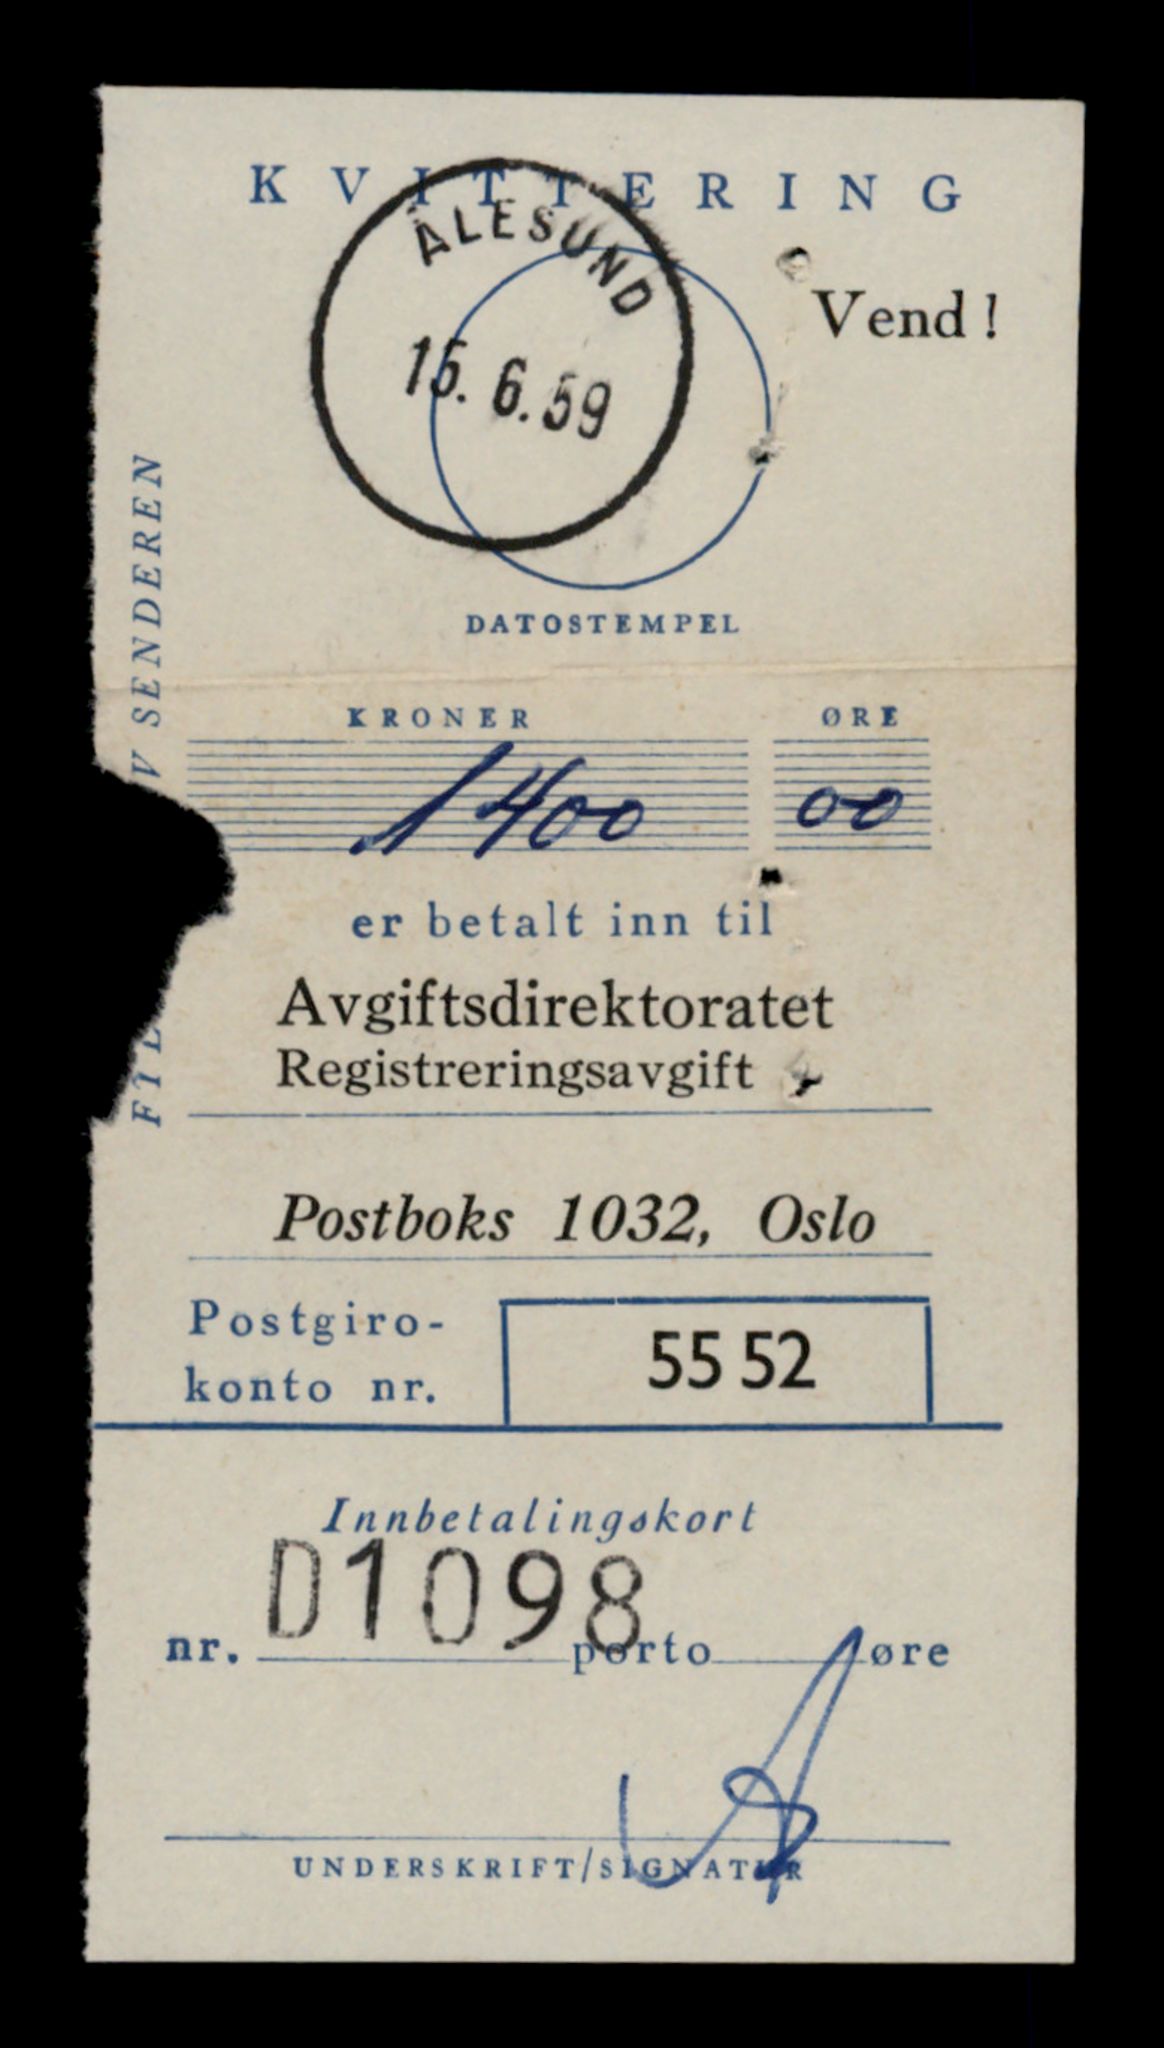 KVITTERING
ÅLESUND
15. 6. 59
Vend!
DATOSTEMPEL
V SENDEREN
KRONER ØRE
1400 00
er betalt inn til
Avgiftsdirektoratet
Registreringsavgift
Postboks 1032, Oslo
Postgiro-
konto nr.
55 52
Innbetalingskort
nr. D1098 porto øre
UNDERSKRIFT/SIGNATUR